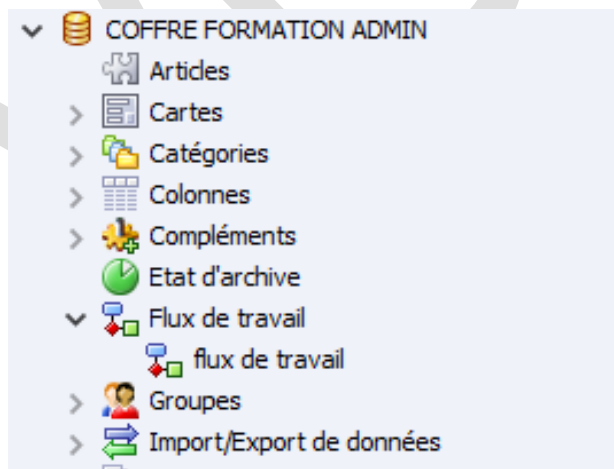 COFFRE FORMATION ADMIN
Articles
Cartes
Catégories
Colonnes
Compléments
Etat d'archive
Flux de travail
flux de travail
Groupes
Import/Export de données